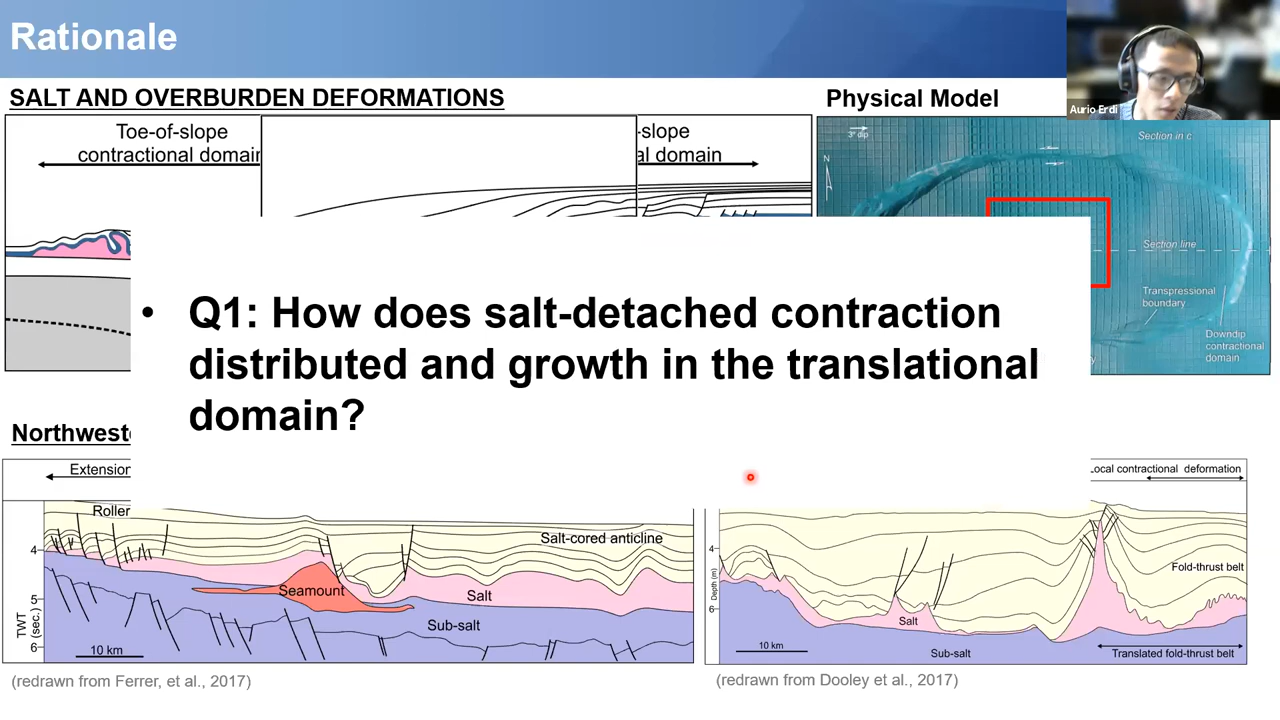 Rationale
Aurio Erdi
SALT AND OVERBURDEN DEFORMATIONS
Physical Model
Toe-of-slope
contractional domain
-slope
al domain
3° dip
N
Section in c
Section line
Transpressional
boundary
Downdip
contractional
domain
y
• Q1: How does salt-detached contraction
distributed and growth in the translational
domain?
Northweste
Extension
Roller
4
5
6
TWT
(sec.)
Salt-cored anticline
Seamount
Salt
Sub-salt
10 km
(redrawn from Ferrer, et al., 2017)
Local contractional deformation
4
6
Depth (m)
Fold-thrust belt
Salt
10 km
Sub-salt
Translated fold-thrust belt
(redrawn from Dooley et al., 2017)